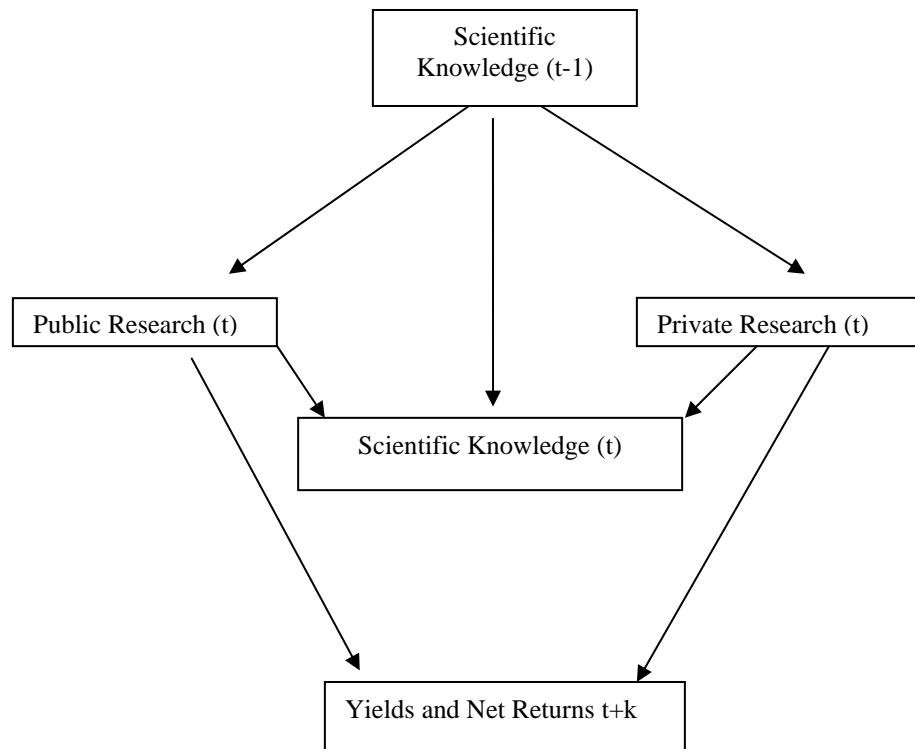 Scientific
Knowledge (t-1)
Public Research (t)
Private Research (t)
Scientific Knowledge (t)
Yields and Net Returns t+k